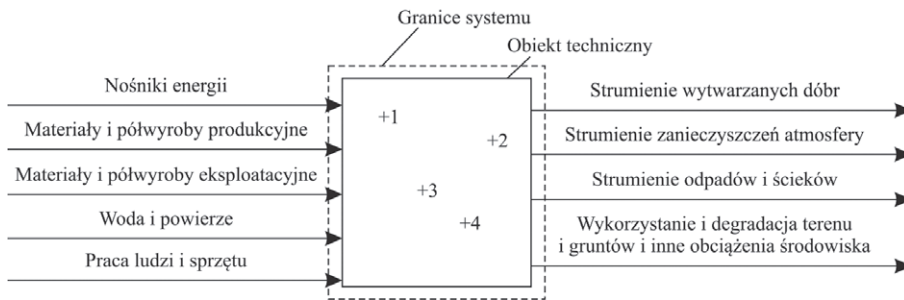 Granice systemu
Obiekt techniczny
Nośniki energii
Materiały i półwyroby produkcyjne
Materiały i półwyroby eksploatacyjne
Woda i powierze
Praca ludzi i sprzętu
+1
+2
+3
+4
Strumienie wytwarzanych dóbr
Strumienie zanieczyszczeń atmosfery
Strumienie odpadów i ścieków
Wykorzystanie i degradacja terenu
i gruntów i inne obciążenia środowiska